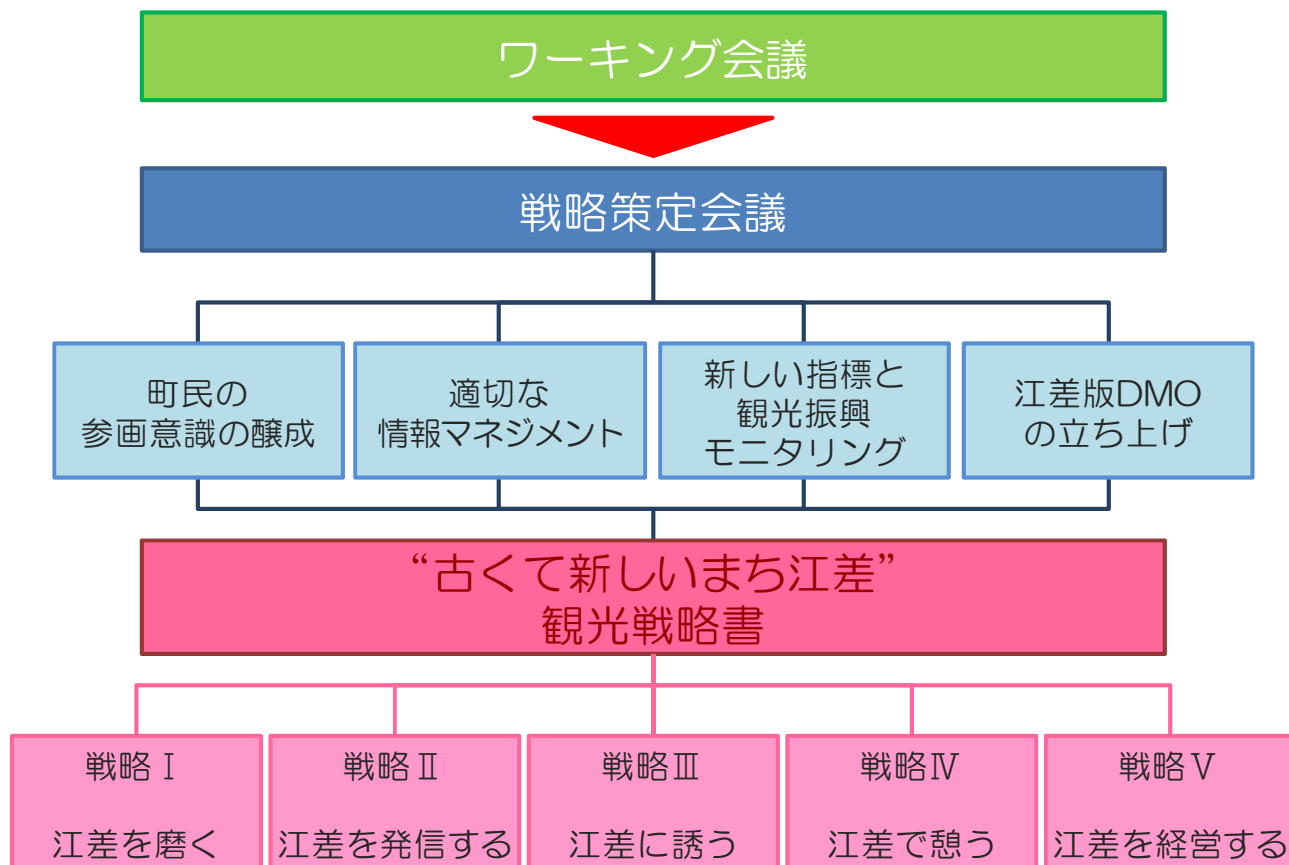 ワーキング会議
戦略策定会議
町民の
参画意識の醸成
適切な
情報マネジメント
新しい指標と
観光振興
モニタリング
江差版DMO
の立ち上げ
“古くて新しいまち江差”
観光戦略書
戦略Ⅰ
江差を磨く
戦略Ⅱ
江差を発信する
戦略Ⅲ
江差に誘う
戦略Ⅳ
江差で憩う
戦略Ⅴ
江差を経営する